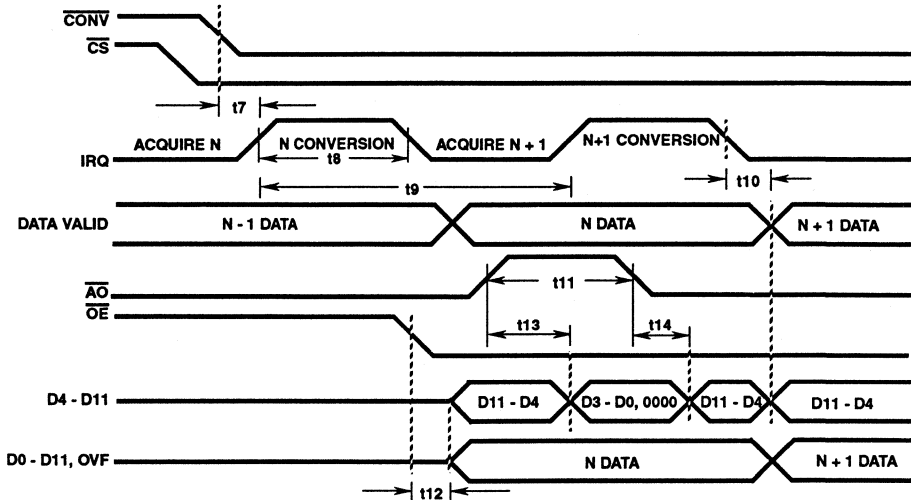 CONV
CS
t7
ACQUIRE N
N CONVERSION
ACQUIRE N + 1
N+1 CONVERSION
t8
IRQ
t9
t10
DATA VALID
N - 1 DATA
N DATA
N + 1 DATA
AO
t11
OE
t13
t14
D4 - D11
D11 - D4
D3 - D0, 0000
D11 - D4
D11 - D4
D0 - D11, OVF
N DATA
N + 1 DATA
t12